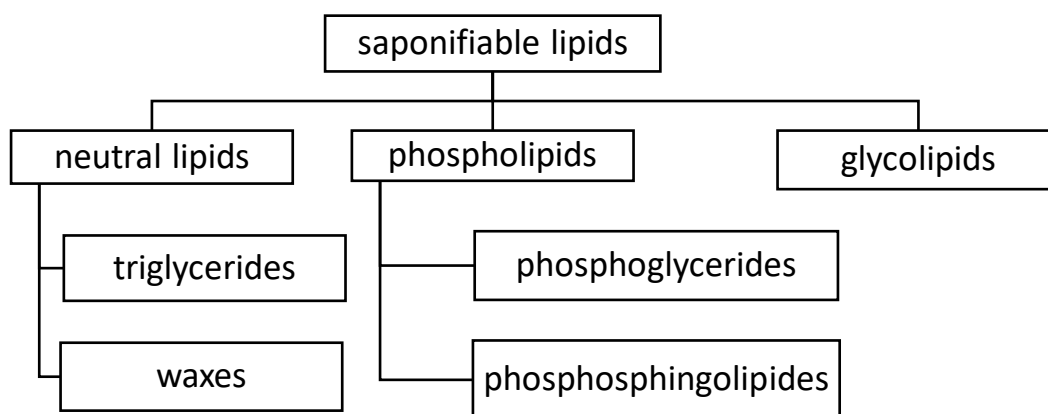 saponifiable lipids
neutral lipids
phospholipids
glycolipids
triglycerides
phosphoglycerides
waxes
phosphosphingolipides